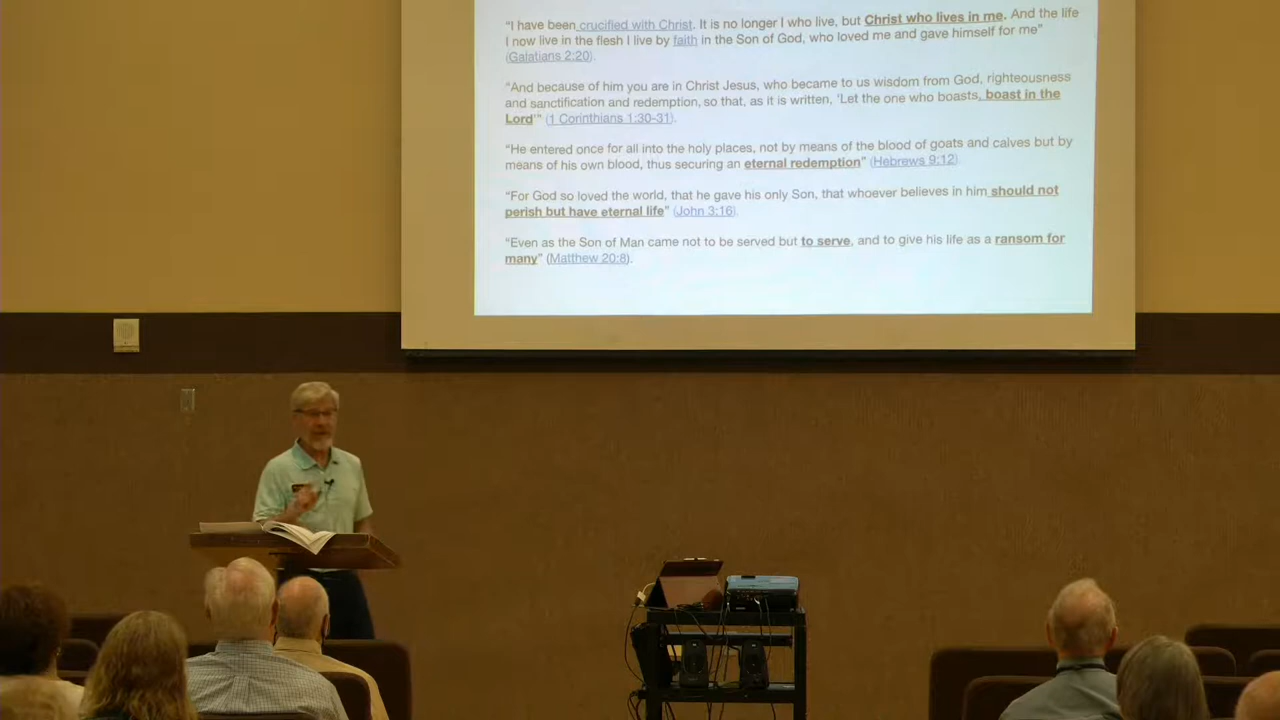 “I have been crucified with Christ. It is no longer I who live, but Christ who lives in me. And the life
I now live in the flesh I live by faith in the Son of God, who loved me and gave himself for me”
(Galatians 2:20).
“And because of him you are in Christ Jesus, who became to us wisdom from God, righteousness
and sanctification and redemption, so that, as it is written, ‘Let the one who boasts, boast in the
Lord’” (1 Corinthians 1:30-31).
“He entered once for all into the holy places, not by means of the blood of goats and calves but by
means of his own blood, thus securing an eternal redemption” (Hebrews 9:12).
“For God so loved the world, that he gave his only Son, that whoever believes in him should not
perish but have eternal life” (John 3:16).
“Even as the Son of Man came not to be served but to serve, and to give his life as a ransom for
many” (Matthew 20:8).